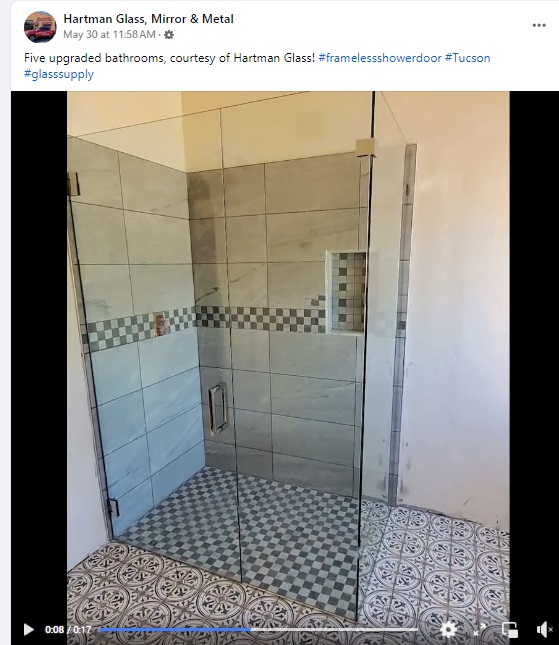 Hartman Glass, Mirror & Metal
May 30 at 11:58 AM ·
Five upgraded bathrooms, courtesy of Hartman Glass! #framelessshowerdoor #Tucson
#glasssupply
0:08 / 0:17